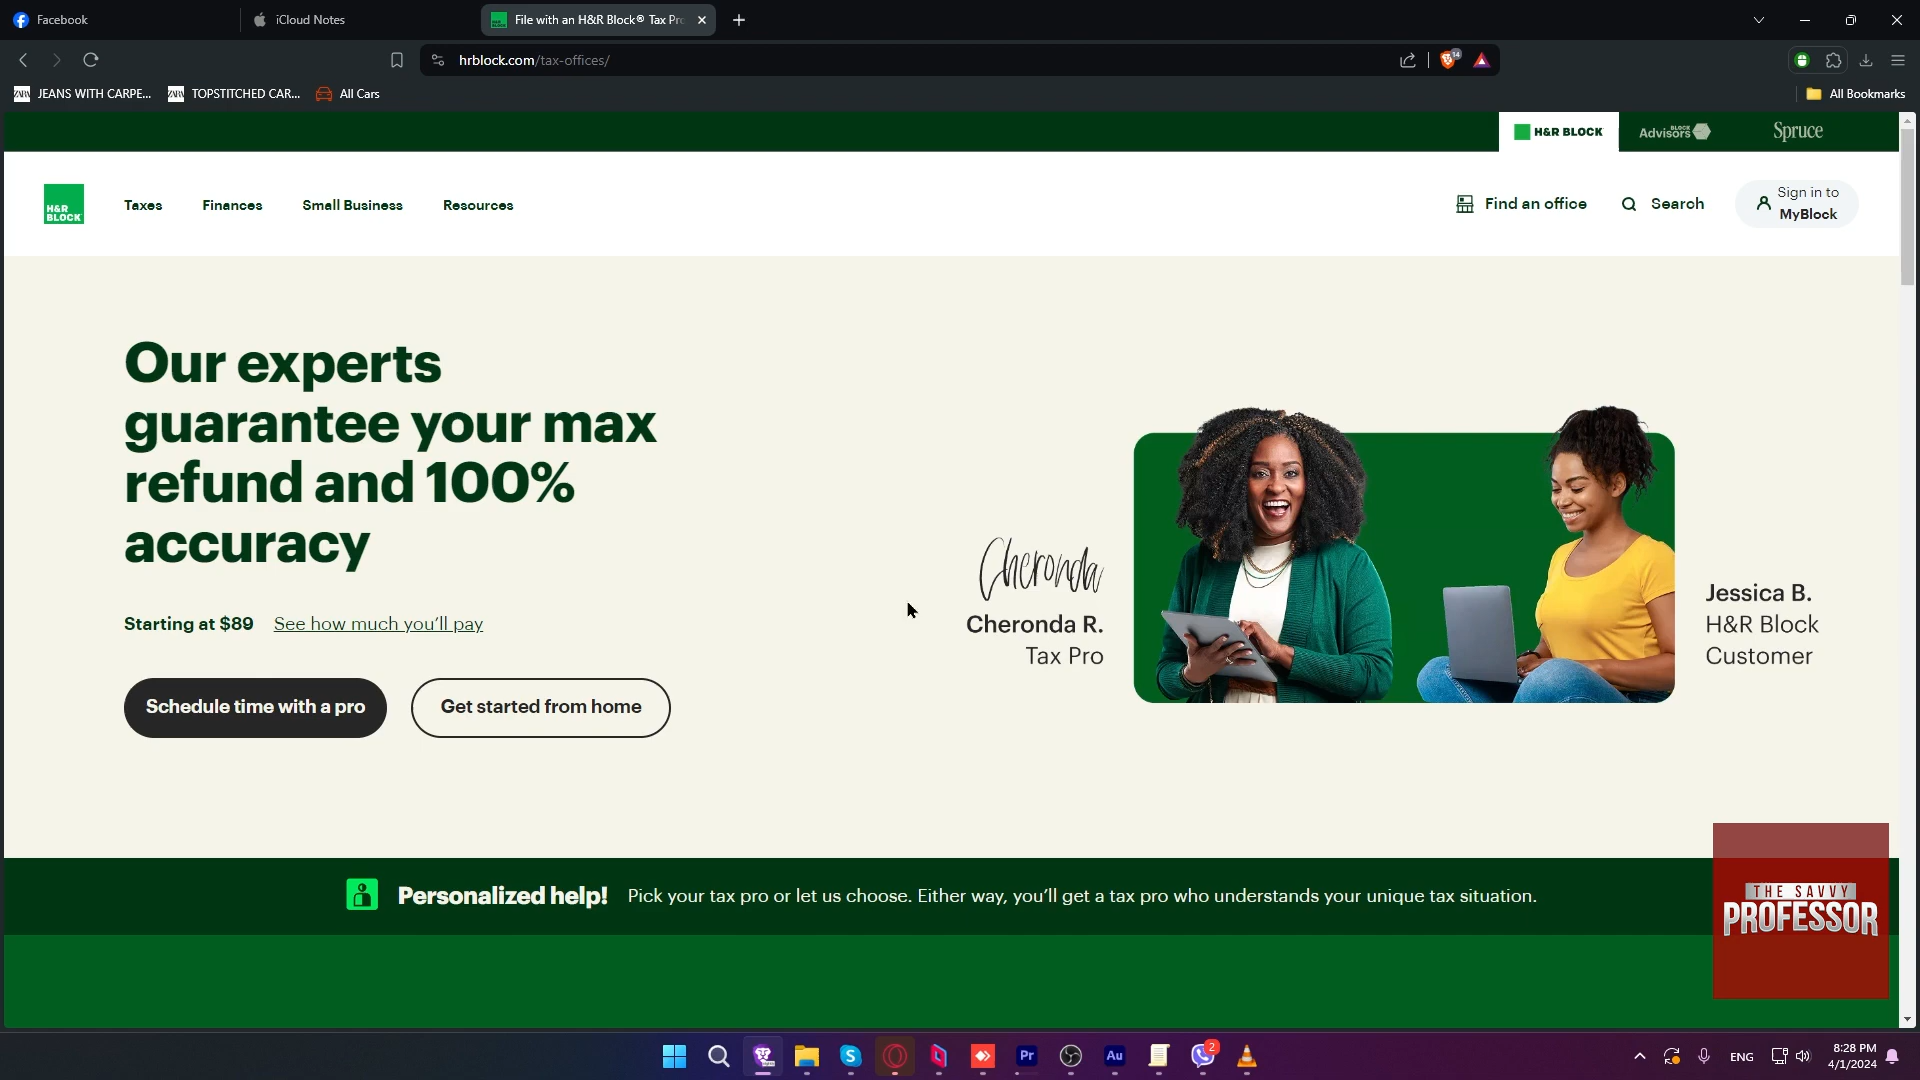 Facebook
iCloud Notes
File with an H&R Block® Tax Pro
hrblock.com/tax-offices/
14
JEANS WITH CARPE...
TOPSTITCHED CAR...
All Cars
All Bookmarks
H&R BLOCK
BLOCK
Advisors
Spruce
H&R
BLOCK
Taxes
Finances
Small Business
Resources
Find an office
Search
Sign in to
MyBlock
Our experts
guarantee your max
refund and 100%
accuracy
Starting at $89
See how much you'll pay
Schedule time with a pro
Get started from home
Cheronda
Cheronda R.
Tax Pro
Jessica B.
H&R Block
Customer
Personalized help!
Pick your tax pro or let us choose. Either way, you'll get a tax pro who understands your unique tax situation.
THE SAVVY
PROFESSOR
Pr
Au
2
ENG
8:28 PM
4/1/2024